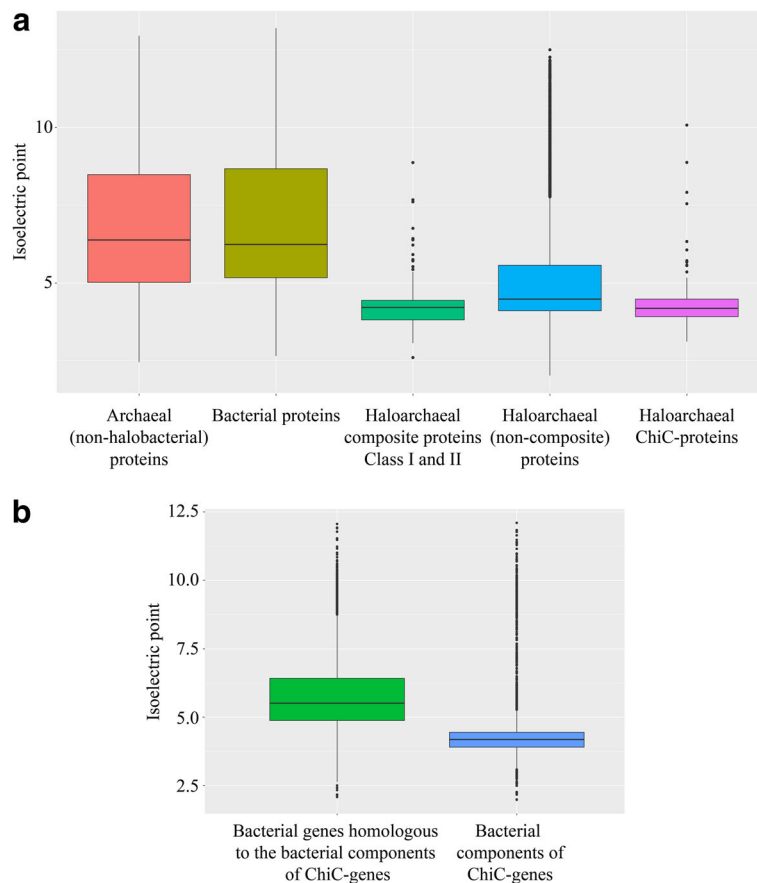 a
Isoelectric point
10
5
Archaeal
(non-halobacterial)
proteins
Bacterial proteins
Haloarchaeal
composite proteins
Class I and II
Haloarchaeal
(non-composite)
proteins
Haloarchaeal
ChiC-proteins
b
Isoelectric point
12.5
10.0
7.5
5.0
2.5
Bacterial genes homologous
to the bacterial components
of ChiC-genes
Bacterial
components of
ChiC-genes